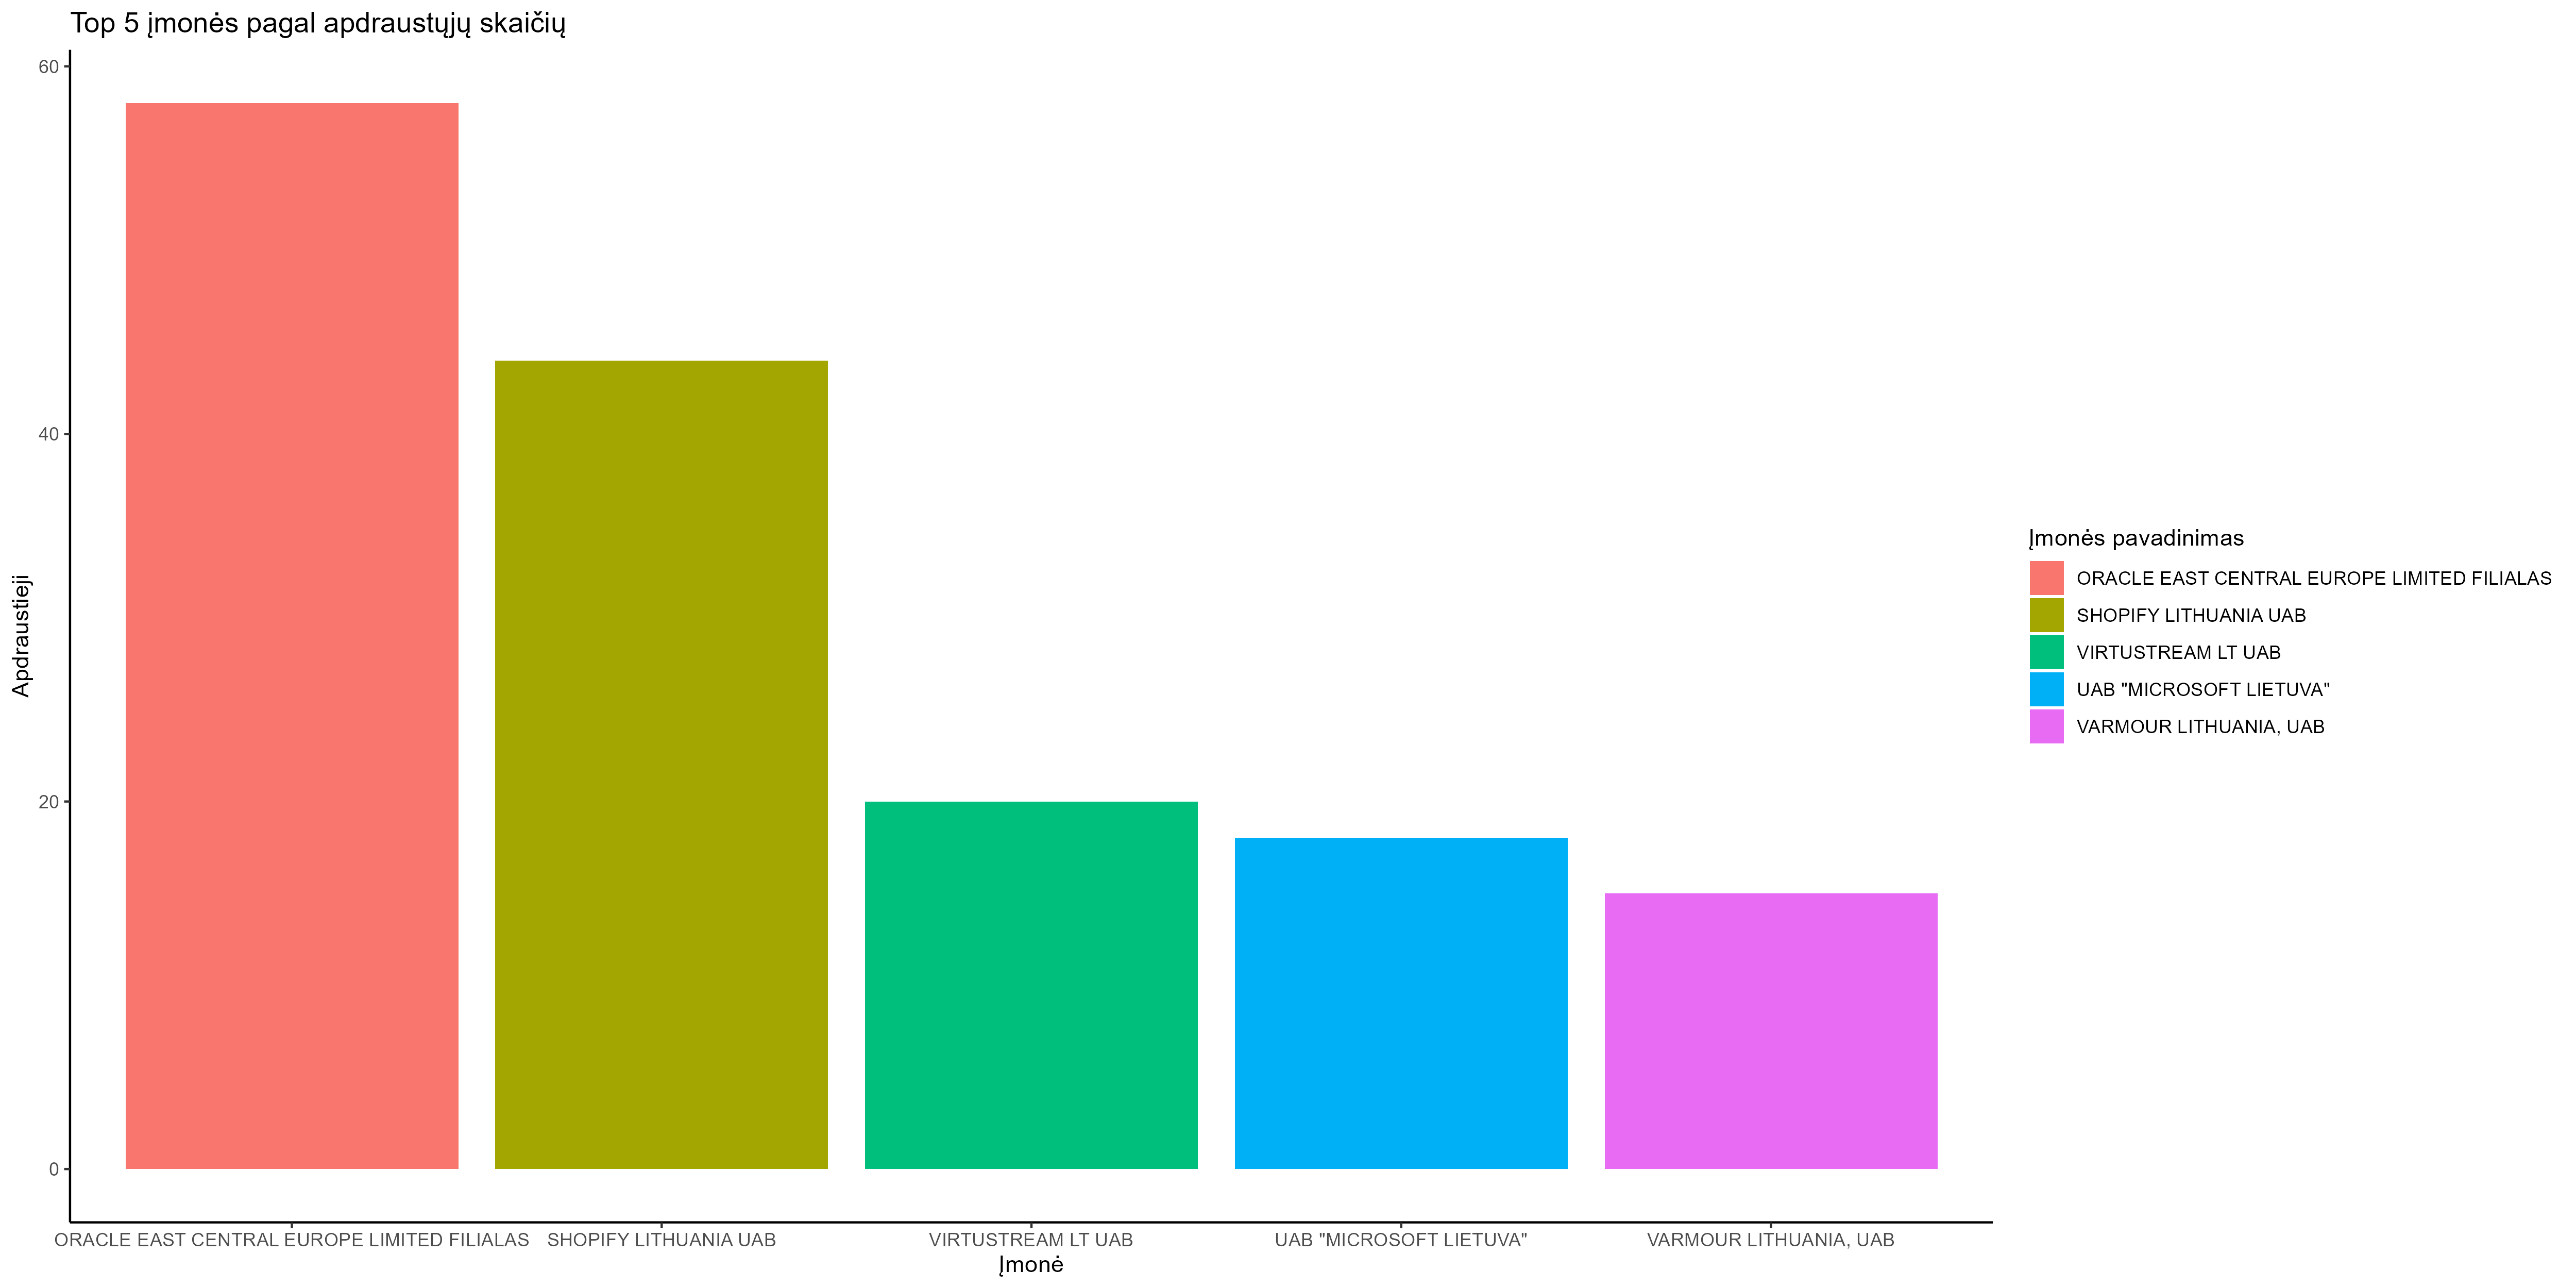 Top 5 įmonės pagal apdraustųjų skaičių
60
40
20
0
Apdraustieji
ORACLE EAST CENTRAL EUROPE LIMITED FILIALAS
SHOPIFY LITHUANIA UAB
VIRTUSTREAM LT UAB
UAB "MICROSOFT LIETUVA"
VARMOUR LITHUANIA, UAB
Įmonė
Įmonės pavadinimas
ORACLE EAST CENTRAL EUROPE LIMITED FILIALAS
SHOPIFY LITHUANIA UAB
VIRTUSTREAM LT UAB
UAB "MICROSOFT LIETUVA"
VARMOUR LITHUANIA, UAB